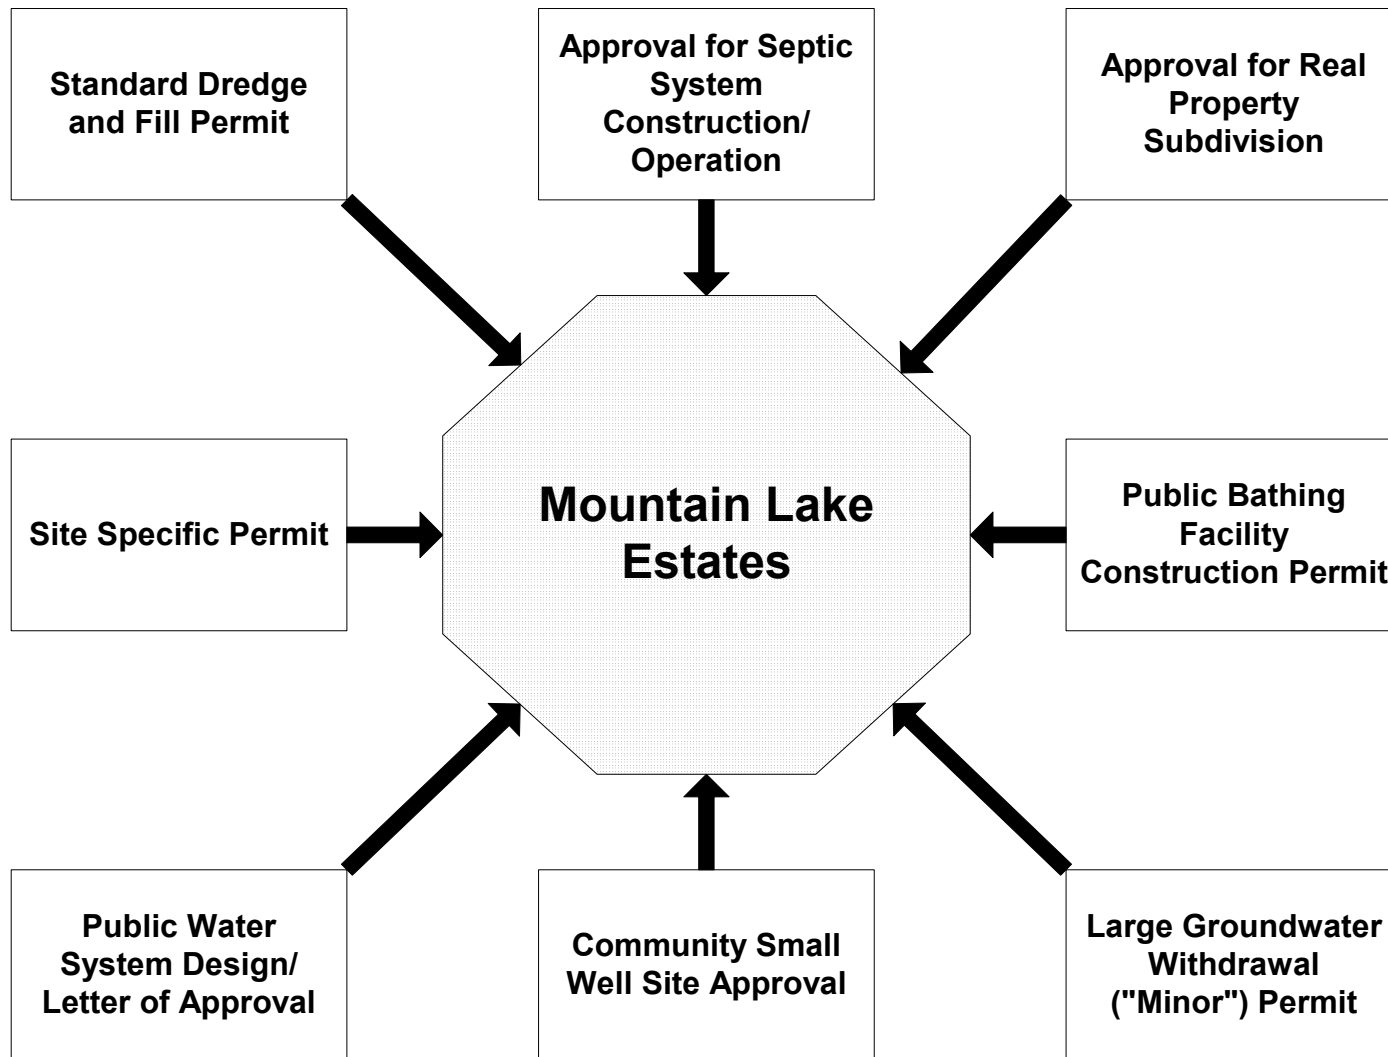 Standard Dredge
and Fill Permit
Approval for Septic
System
Construction/
Operation
Approval for Real
Property
Subdivision
Site Specific Permit
Mountain Lake
Estates
Public Bathing
Facility
Construction Permit
Public Water
System Design/
Letter of Approval
Community Small
Well Site Approval
Large Groundwater
Withdrawal
("Minor") Permit